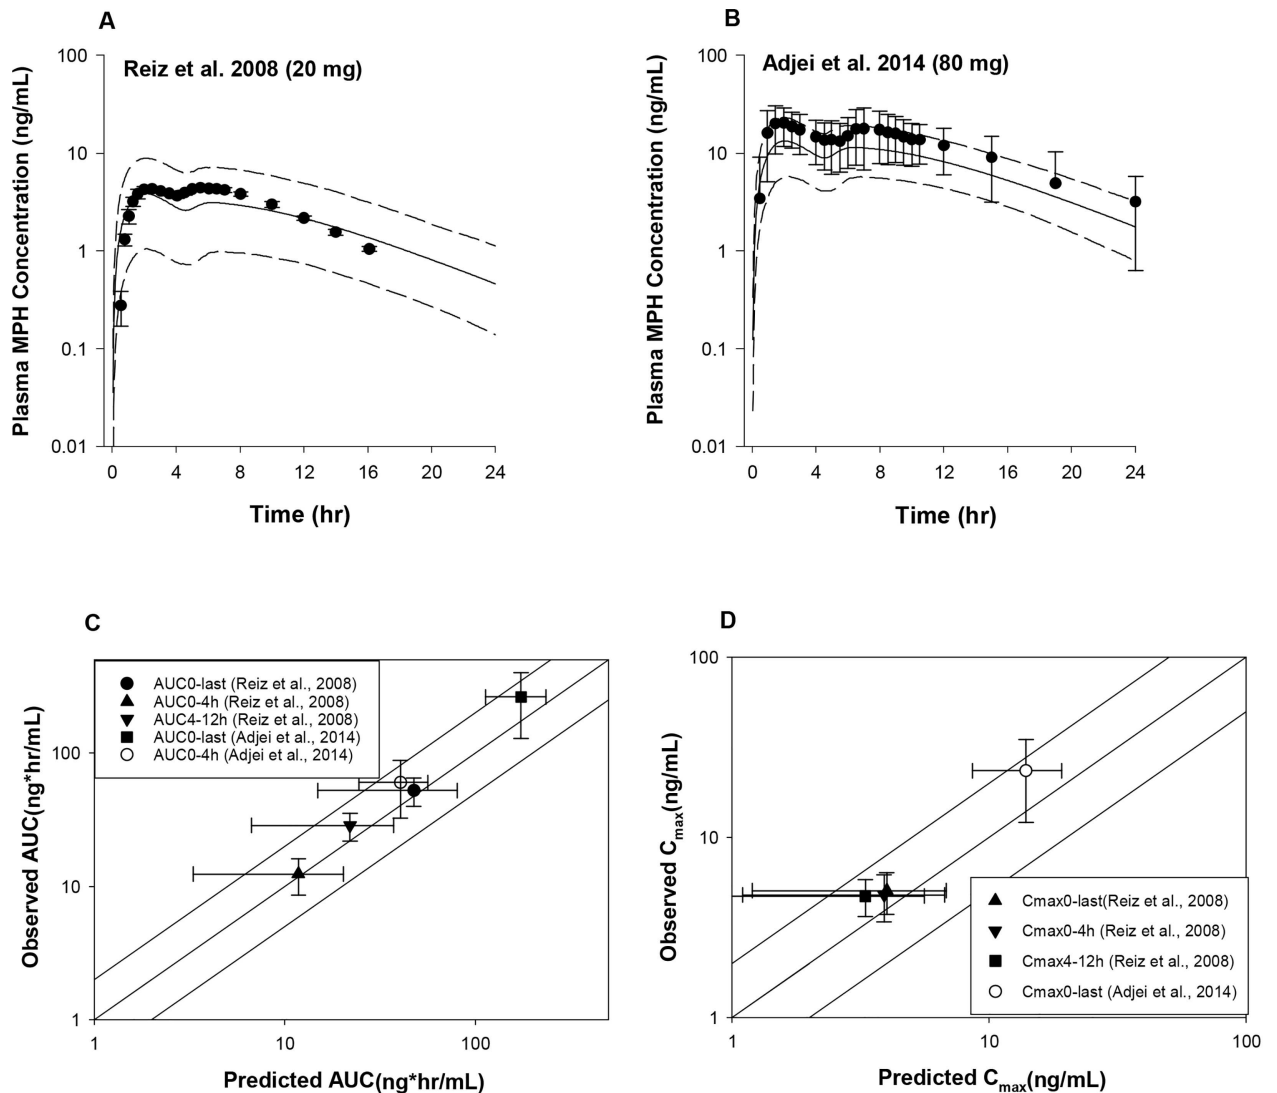 A
Reiz et al. 2008 (20 mg)
Plasma MPH Concentration (ng/mL)
100
10
1
0.1
0.01
0 4 8 12 16 20 24
Time (hr)
B
Adjei et al. 2014 (80 mg)
Plasma MPH Concentration (ng/mL)
100
10
1
0.1
0.01
0 4 8 12 16 20 24
Time (hr)
C
AUC0-last (Reiz et al., 2008)
AUC0-4h (Reiz et al., 2008)
AUC4-12h (Reiz et al., 2008)
AUC0-last (Adjei et al., 2014)
AUC0-4h (Adjei et al., 2014)
Observed AUC(ng*hr/mL)
100
10
1
1 10 100
Predicted AUC(ng*hr/mL)
D
Observed Cmax(ng/mL)
100
10
1
Cmax0-last(Reiz et al., 2008)
Cmax0-4h (Reiz et al., 2008)
Cmax4-12h (Reiz et al., 2008)
Cmax0-last (Adjei et al., 2014)
1 10 100
Predicted Cmax(ng/mL)